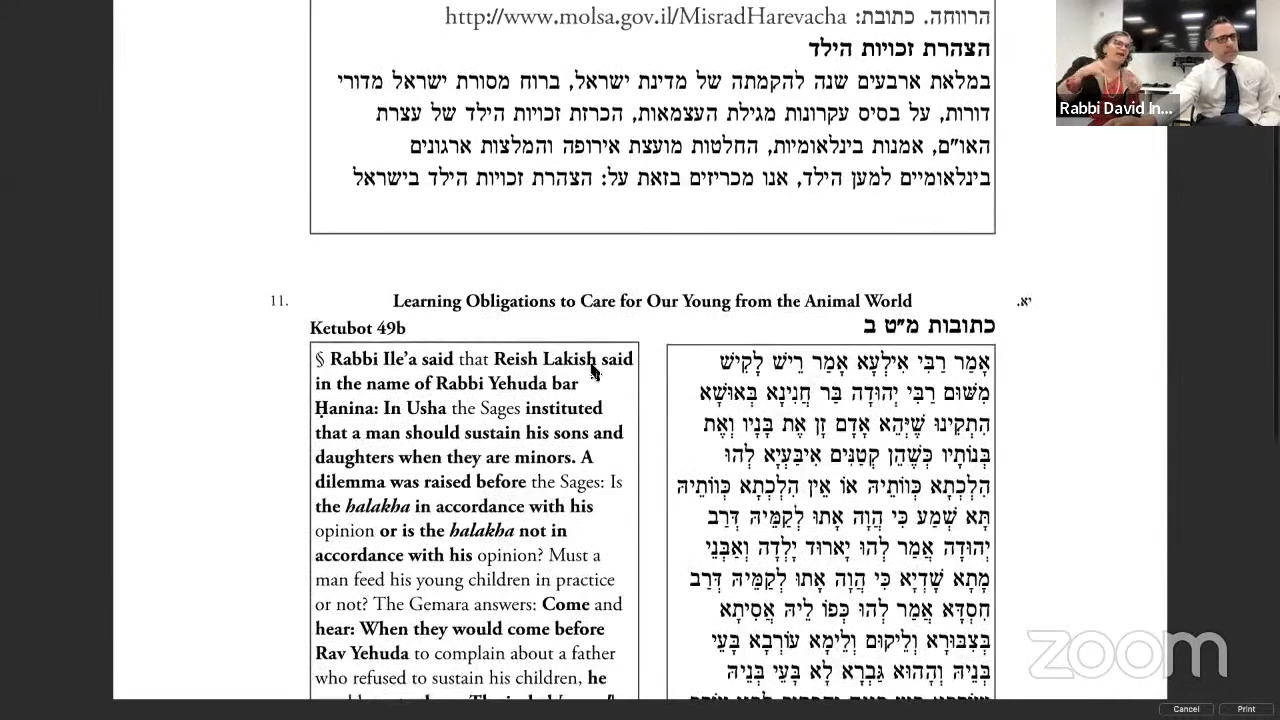 הרווחה. כתובת: http://www.molsa.gov.il/MisradHarevacha
הצהרת זכויות הילד
במלאת ארבעים שנה להקמתה של מדינת ישראל, ברוח מסורת ישראל מדורי
דורות, על בסיס עקרונות מגילת העצמאות, הכרזת זכויות הילד של עצרת
האו״ם, אמנות בינלאומיות, החלטות מועצת אירופה והמלצות ארגונים
בינלאומיים למען הילד, אנו מכריזים בזאת על: הצהרת זכויות הילד בישראל
Rabbi David In...
11. Learning Obligations to Care for Our Young from the Animal World יא.
Ketubot 49b
§ Rabbi Ile’a said that Reish Lakish said
in the name of Rabbi Yehuda bar
Ḥanina: In Usha the Sages instituted
that a man should sustain his sons and
daughters when they are minors. A
dilemma was raised before the Sages: Is
the halakha in accordance with his
opinion or is the halakha not in
accordance with his opinion? Must a
man feed his young children in practice
or not? The Gemara answers: Come and
hear: When they would come before
Rav Yehuda to complain about a father
who refused to sustain his children, he
כתובות מ״ט ב
אָמַר רַבִּי אִילְעָא אָמַר רֵישׁ לָקִישׁ
מִשּׁוּם רַבִּי יְהוּדָה בַּר חֲנִינָא בְּאוּשָׁא
הִתְקִינוּ שֶׁיְּהֵא אָדָם זָן אֶת בָּנָיו וְאֶת
בְּנוֹתָיו כְּשֶׁהֵן קְטַנִּים אִיבַּעְיָא לְהוּ
הִלְכְתָא כְּווֹתֵיהּ אוֹ אֵין הִלְכְתָא כְּווֹתֵיהּ
תָּא שְׁמַע כִּי הֲוָה אָתוּ לְקַמֵּיהּ דְּרַב
יְהוּדָה אֲמַר לְהוּ יָארוּד יָלְדָה וְאַבְּנֵי
מָתָא שָׁדְיָא כִּי הֲוָה אָתוּ לְקַמֵּיהּ דְּרַב
חִסְדָּא אֲמַר לְהוּ כְּפוֹ לֵיהּ אֲסִיתָא
בְּצִבּוּרָא וְלֵיקוּם וְלֵימָא עוֹרְבָא בָּעֵי
בְּנֵיהּ וְהָהוּא גַּבְרָא לָא בָּעֵי בְּנֵיהּ
zoom
Cancel
Print